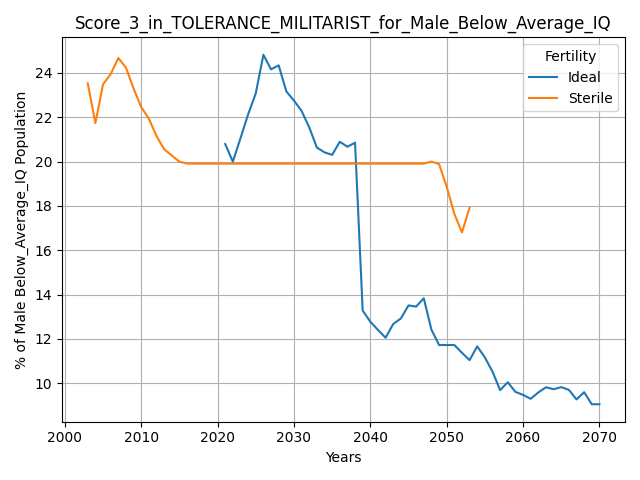 Score_3_in_TOLERANCE_MILITARIST_for_Male_Below_Average_IQ
% of Male Below_Average_IQ Population
24
22
20
18
16
14
12
10
Fertility
Ideal
Sterile
2000 2010 2020 2030 2040 2050 2060 2070
Years